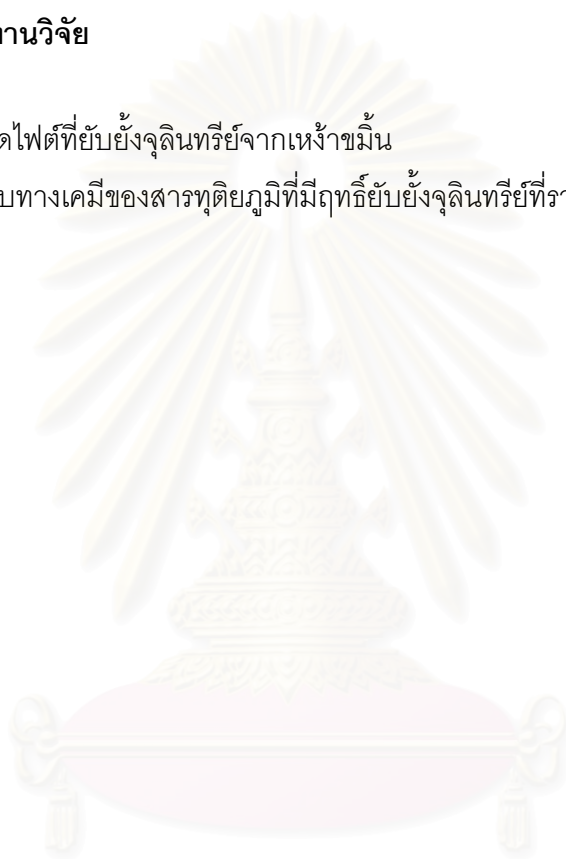 านวิจัย
ดไฟต์ที่ยับยั้งจุลินทรีย์จากเหง้าขมิ้น
บทางเคมีของสารทุติยภูมิที่มีฤทธิ์ยับยั้งจุลินทรีย์ที่รา